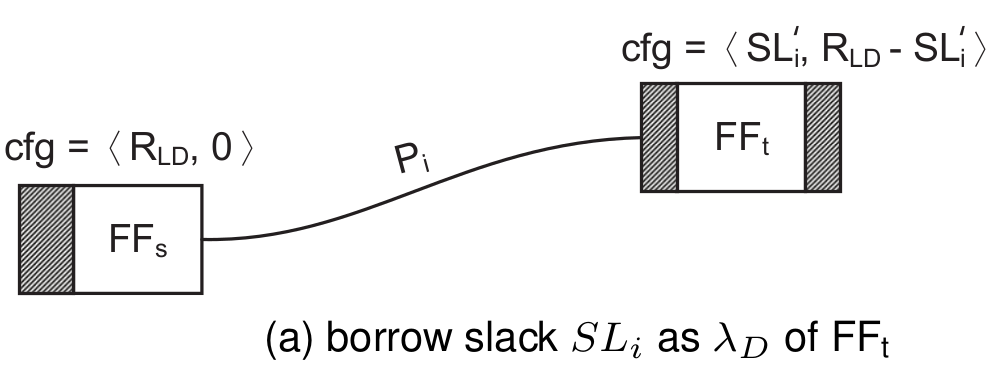 cfg = ⟨ SL′ᵢ, R_LD - SL′ᵢ ⟩
cfg = ⟨ R_LD, 0 ⟩
Pᵢ
FFₜ
FFₛ
(a) borrow slack SLᵢ as λ_D of FFₜ